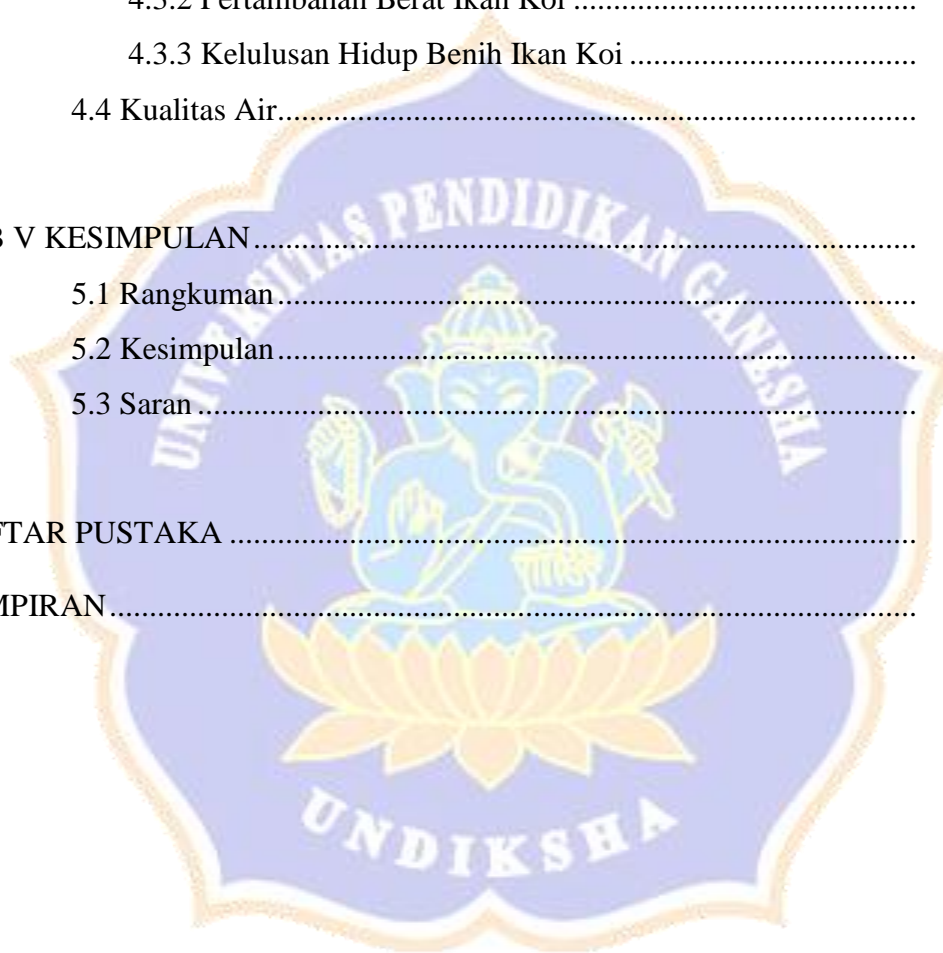 4.3.2 Pertambahan Berat Ikan Koi ........................................
4.3.3 Kelulusan Hidup Benih Ikan Koi ..................................
4.4 Kualitas Air...............................................................................
V KESIMPULAN...................................................................................
5.1 Rangkuman...............................................................................
5.2 Kesimpulan...............................................................................
5.3 Saran .........................................................................................
TAR PUSTAKA ......................................................................................
MPIRAN....................................................................................................
UNIVERSITAS PENDIDIKAN GANESHA
UNDIKSHA